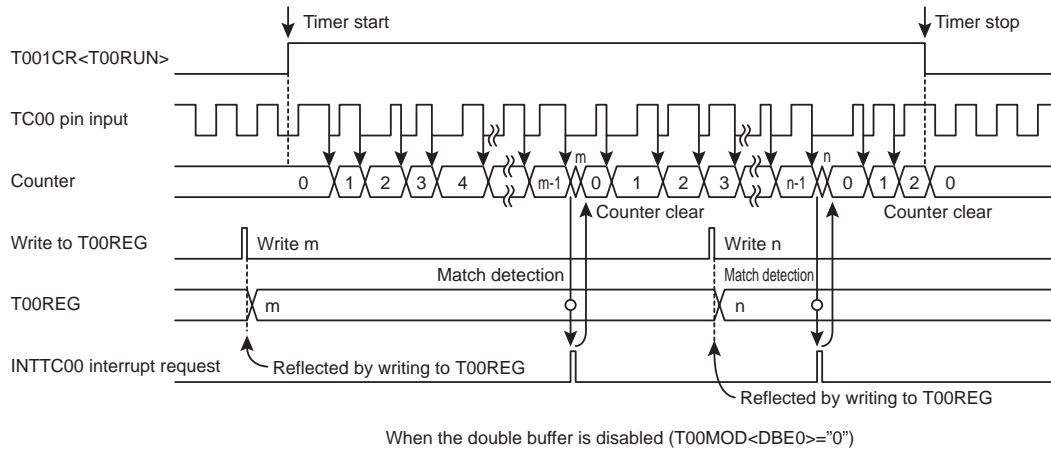 Timer start
Timer stop
T001CR<T00RUN>
TC00 pin input
m
n
Counter
0 1 2 3 4 m-1 0 1 2 3 n-1 0 1 2 0
Counter clear
Counter clear
Write to T00REG
Write m
Write n
Match detection
Match detection
T00REG
m
n
INTTC00 interrupt request
Reflected by writing to T00REG
Reflected by writing to T00REG
When the double buffer is disabled (T00MOD<DBE0>="0")